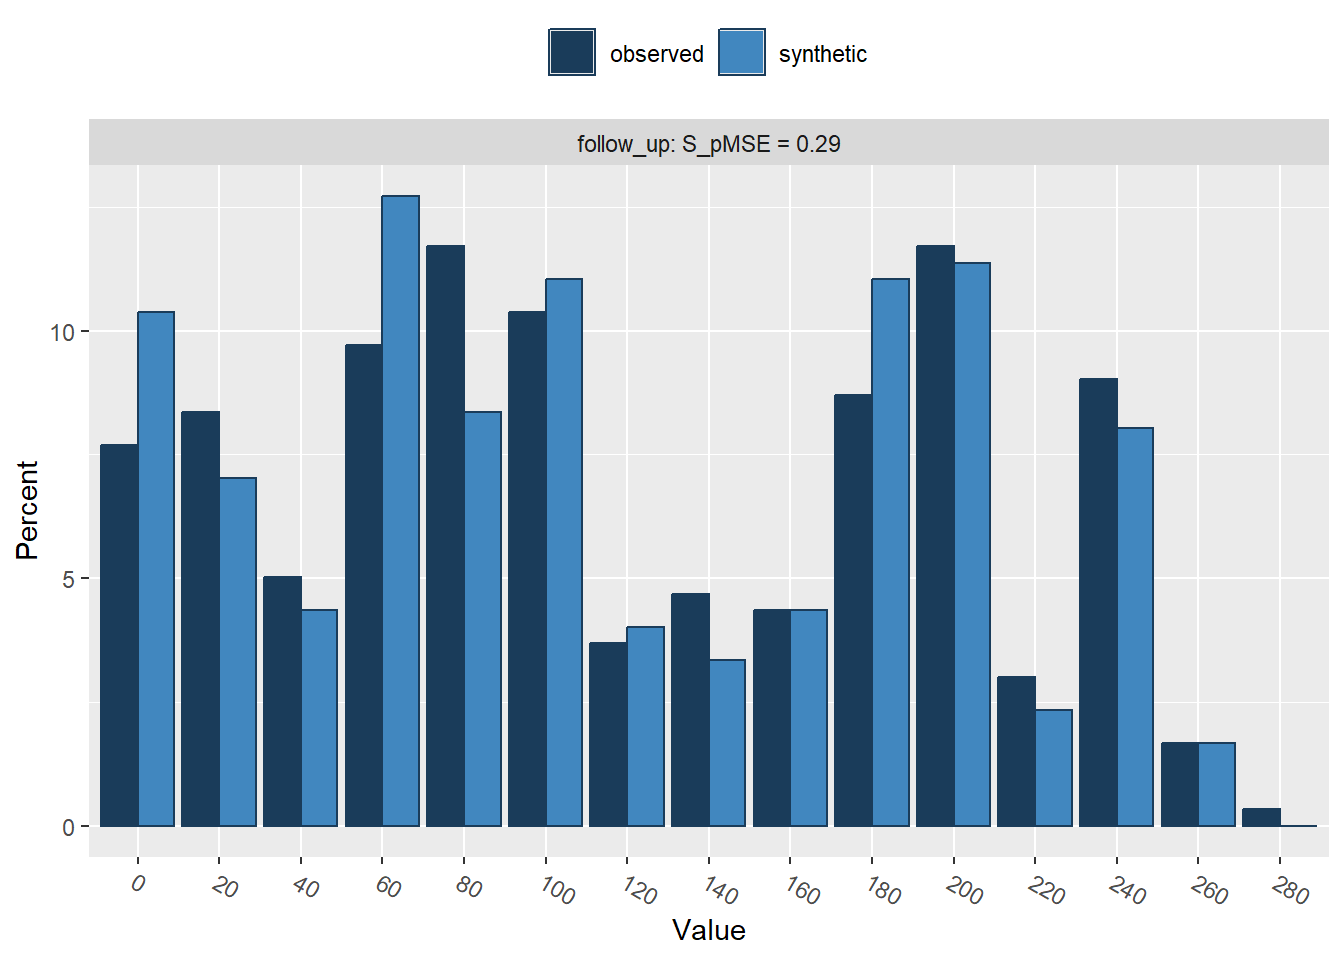 observed synthetic
follow_up: S_pMSE = 0.29
Percent
10
5
0
0 20 40 60 80 100 120 140 160 180 200 220 240 260 280
Value